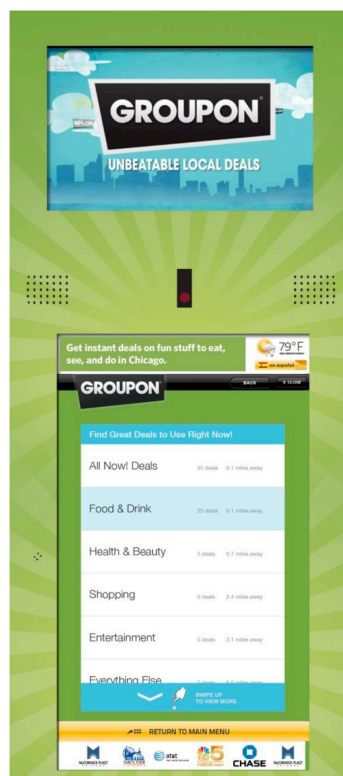 GROUPON
UNBEATABLE LOCAL DEALS
Get instant deals on fun stuff to eat,
see, and do in Chicago.
79°F
en español
GROUPON
BACK
X CLOSE
Find Great Deals to Use Right Now!
All Now! Deals
45 deals 0.1 miles away
Food & Drink
0.1 miles away
Health & Beauty
5 deals 0.7 miles away
Shopping
2.4 miles away
Entertainment
5 deals 3.1 miles away
Everything Else
SWIPE UP
TO VIEW MORE
RETURN TO MAIN MENU
McCORMICK PLACE
at&t
5
CHASE
McCORMICK PLACE